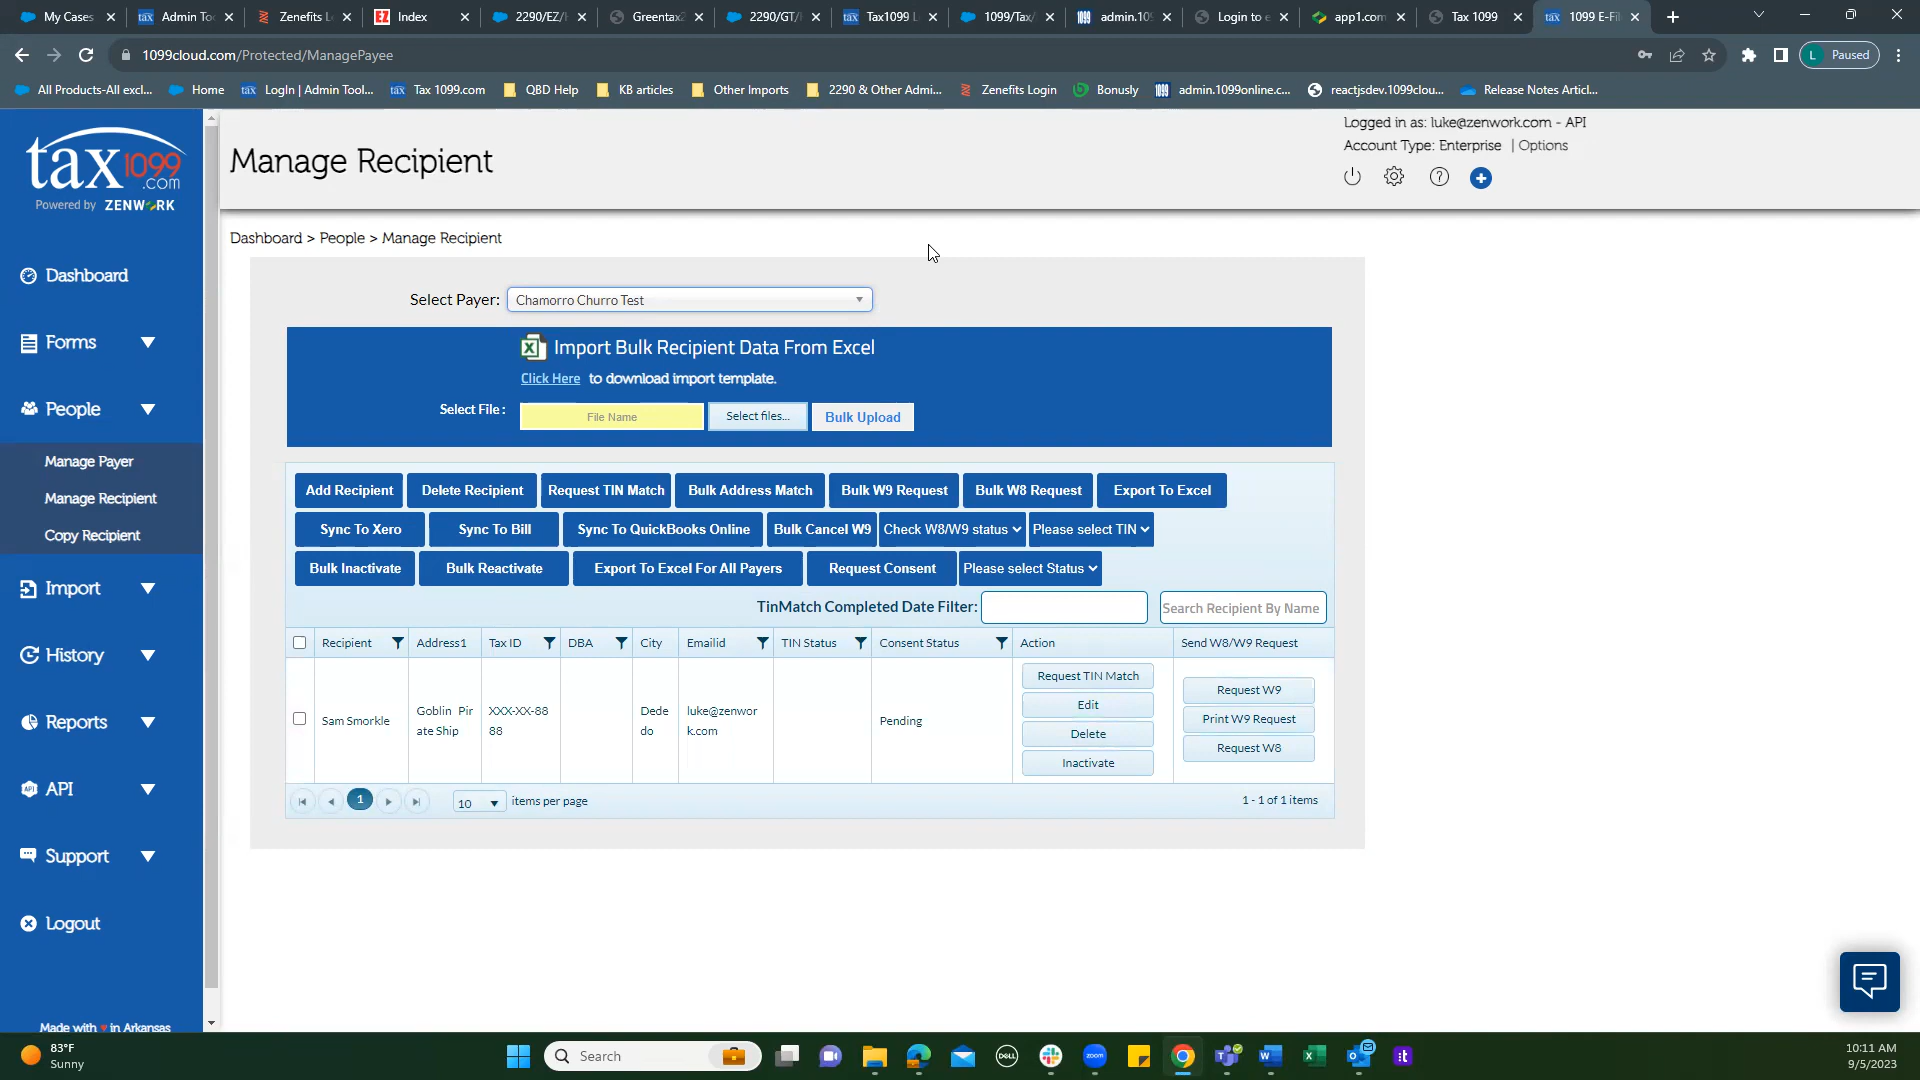 My Cases
Admin To
Zenefits L
Index
2290/EZ/
Greentax
2290/GT/
Tax1099 L
1099/Tax/
admin.10
Login to e
app1.com
Tax 1099
1099 E-Fi
1099cloud.com/Protected/ManagePayee
L Paused
All Products-All excl...
Home
LogIn | Admin Tool...
Tax 1099.com
QBD Help
KB articles
Other Imports
2290 & Other Admi...
Zenefits Login
Bonusly
admin.1099online.c...
reactjsdev.1099clou...
Release Notes Articl...
tax1099.com
Powered by ZENWORK
Manage Recipient
Logged in as: luke@zenwork.com - API
Account Type: Enterprise | Options
Dashboard > People > Manage Recipient
Dashboard
Forms
People
Manage Payer
Manage Recipient
Copy Recipient
Import
History
Reports
API
Support
Logout
Made with ♥ in Arkansas
Select Payer: Chamorro Churro Test
Import Bulk Recipient Data From Excel
Click Here to download import template.
Select File: File Name Select files... Bulk Upload
Add Recipient Delete Recipient Request TIN Match Bulk Address Match Bulk W9 Request Bulk W8 Request Export To Excel
Sync To Xero Sync To Bill Sync To QuickBooks Online Bulk Cancel W9 Check W8/W9 status Please select TIN
Bulk Inactivate Bulk Reactivate Export To Excel For All Payers Request Consent Please select Status
TinMatch Completed Date Filter: Search Recipient By Name
Recipient Address1 Tax ID DBA City Emailid TIN Status Consent Status Action Send W8/W9 Request
Sam Smorkle
Goblin Pir
ate Ship
XXX-XX-88
88
Dede
do
luke@zenwor
k.com
Pending
Request TIN Match
Edit
Delete
Inactivate
Request W9
Print W9 Request
Request W8
1 10 items per page 1 - 1 of 1 items
83°F
Sunny
Search
DELL
zoom
10:11 AM
9/5/2023